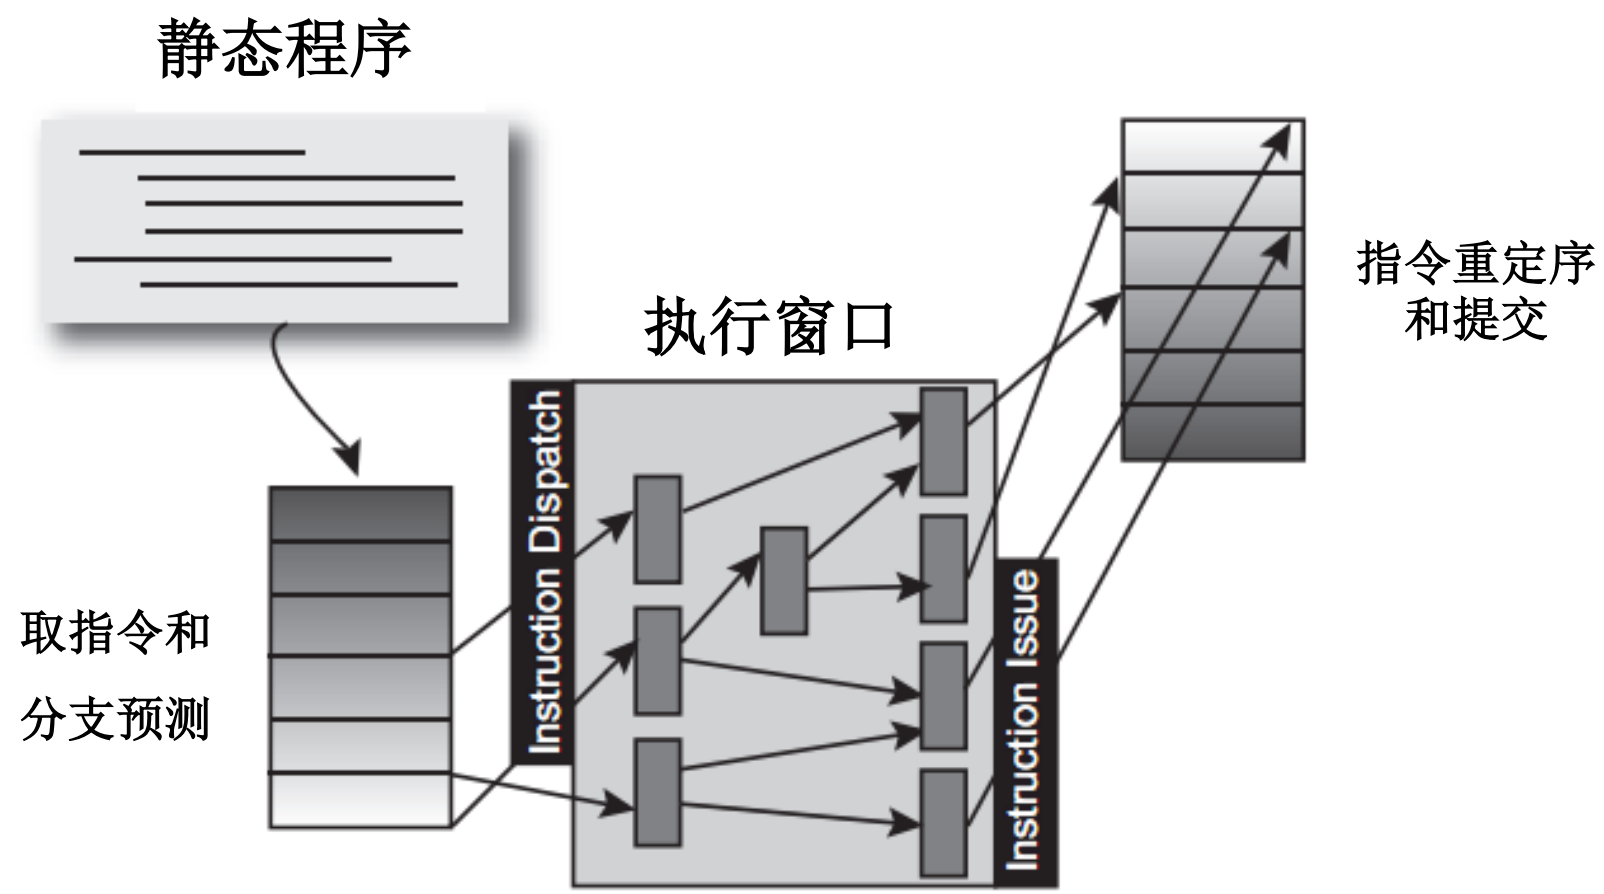 静态程序
取指令和
分支预测
执行窗口
Instruction Dispatch
Instruction Issue
指令重定序
和提交